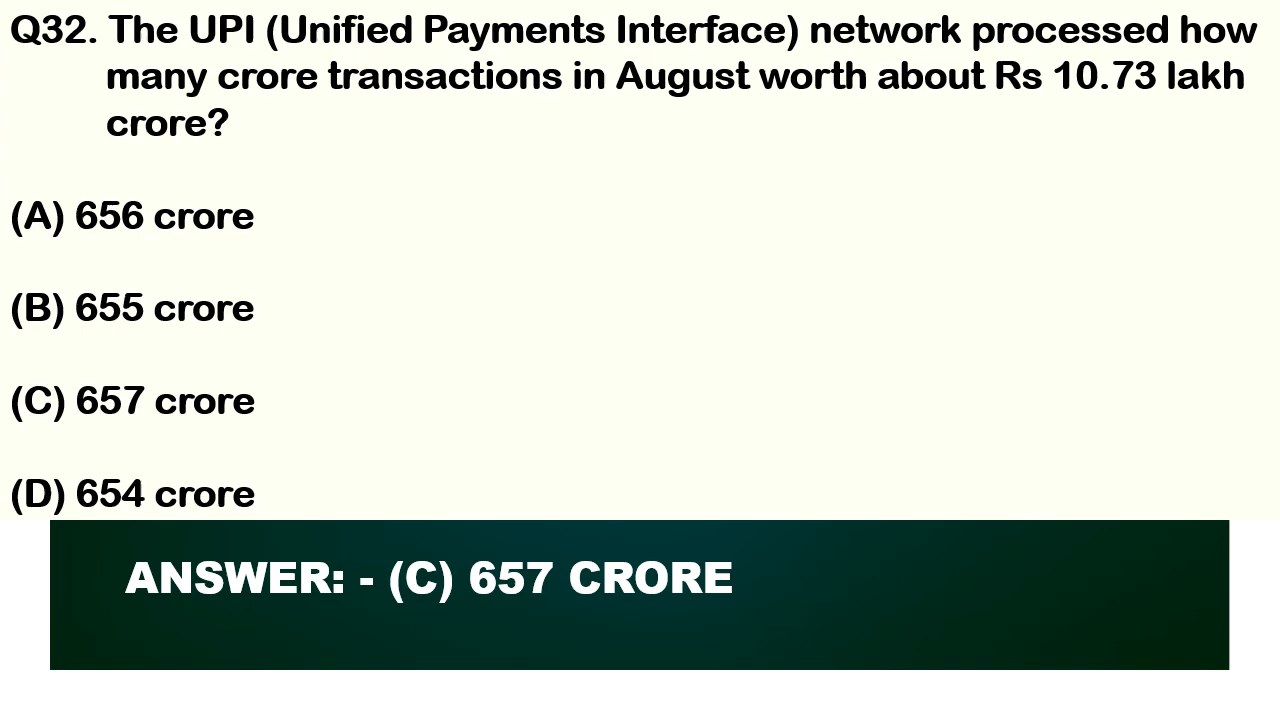 Q32. The UPI (Unified Payments Interface) network processed how
many crore transactions in August worth about Rs 10.73 lakh
crore?
(A) 656 crore
(B) 655 crore
(C) 657 crore
(D) 654 crore
ANSWER: - (C) 657 CRORE